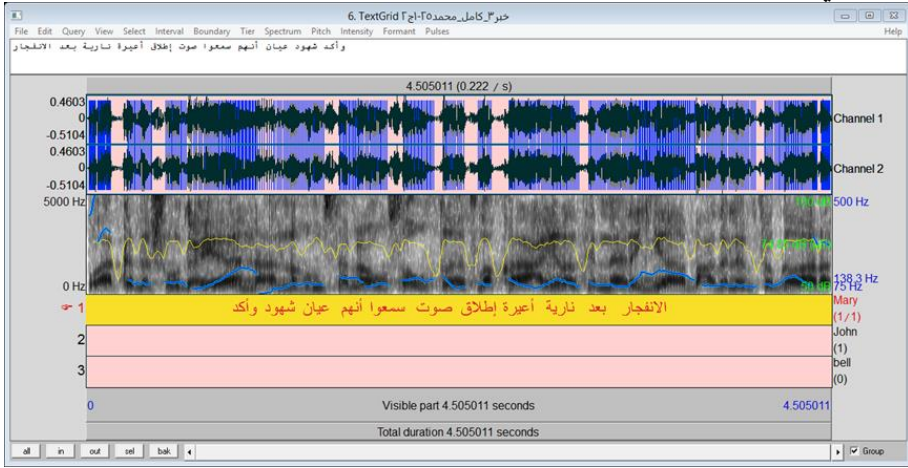 6. TextGrid خبر٣_كامل_محمد٢٥-١ج٢
File Edit Query View Select Interval Boundary Tier Spectrum Pitch Intensity Formant Pulses Help
وأكد شهود عيان أنهم سمعوا صوت إطلاق أعيرة نارية بعد الانفجار
4.505011 (0.222 / s)
0.4603
0
-0.5104
Channel 1
0.4603
0
-0.5104
Channel 2
5000 Hz
500 Hz
138.3 Hz
0 Hz
50 dB
75 Hz
1
وأكد شهود عيان أنهم سمعوا صوت إطلاق أعيرة نارية بعد الانفجار
Mary
(1/1)
2
John
(1)
3
bell
(0)
0
Visible part 4.505011 seconds
4.505011
Total duration 4.505011 seconds
all in out sel bak
Group